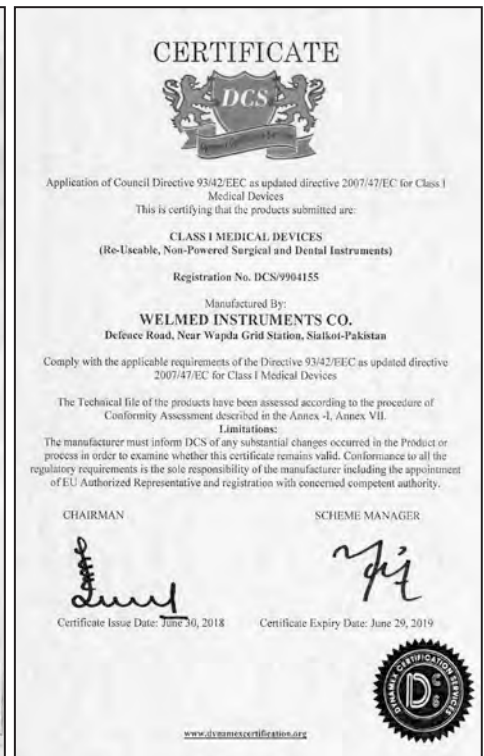 CERTIFICATE
DCS
Application of Council Directive 93/42/EEC as updated directive 2007/47/EC for Class I
Medical Devices
This is certifying that the products submitted are:
CLASS I MEDICAL DEVICES
(Re-Useable, Non-Powered Surgical and Dental Instruments)
Registration No. DCS/9904155
Manufactured By:
WELMED INSTRUMENTS CO.
Defence Road, Near Wapda Grid Station, Sialkot-Pakistan
Comply with the applicable requirements of the Directive 93/42/EEC as updated directive
2007/47/EC for Class I Medical Devices
The Technical file of the products have been assessed according to the procedure of
Conformity Assessment described in the Annex -I, Annex VII.
Limitations:
The manufacturer must inform DCS of any substantial changes occurred in the Product or
process in order to examine whether this certificate remains valid. Conformance to all the
regulatory requirements is the sole responsibility of the manufacturer including the appointment
of EU Authorized Representative and registration with concerned competent authority.
CHAIRMAN SCHEME MANAGER
Certificate Issue Date: June 30, 2018 Certificate Expiry Date: June 29, 2019
DYNAMEX CERTIFICATION SERVICES
DCS
www.dynamexcertification.org